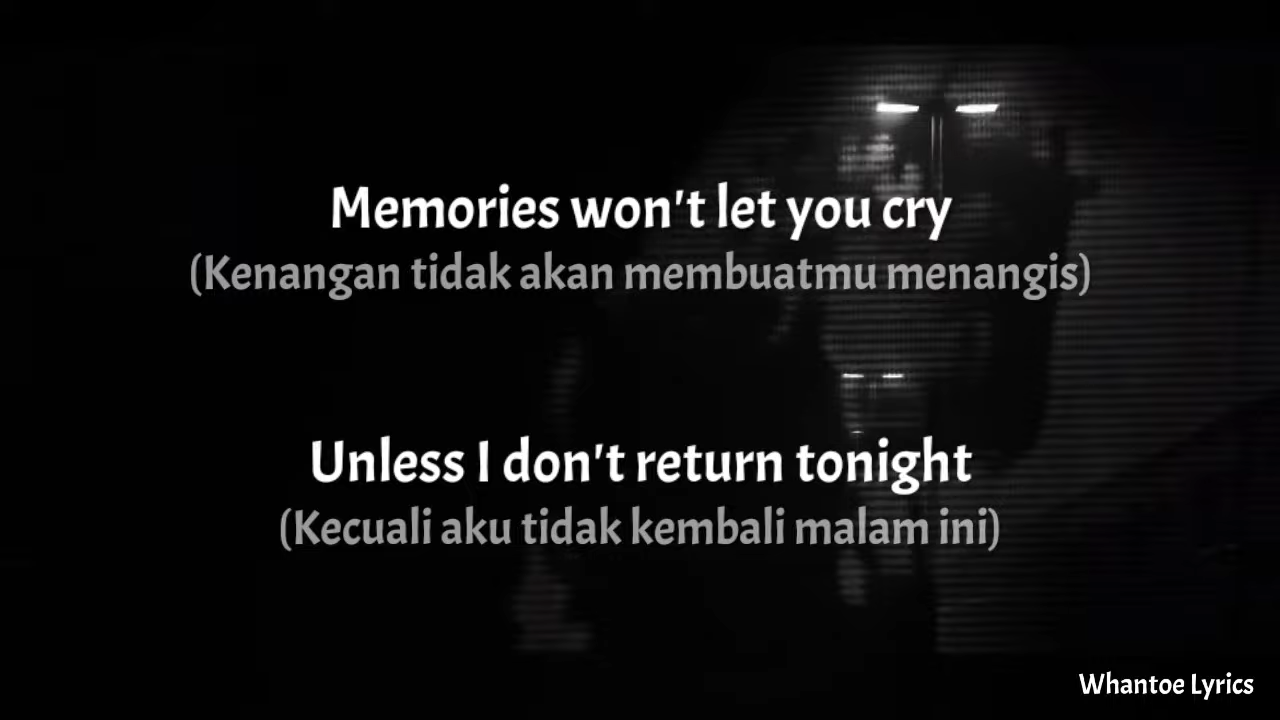 Memories won't let you cry
(Kenangan tidak akan membuatmu menangis)
Unless I don't return tonight
(Kecuali aku tidak kembali malam ini)
Whantoe Lyrics